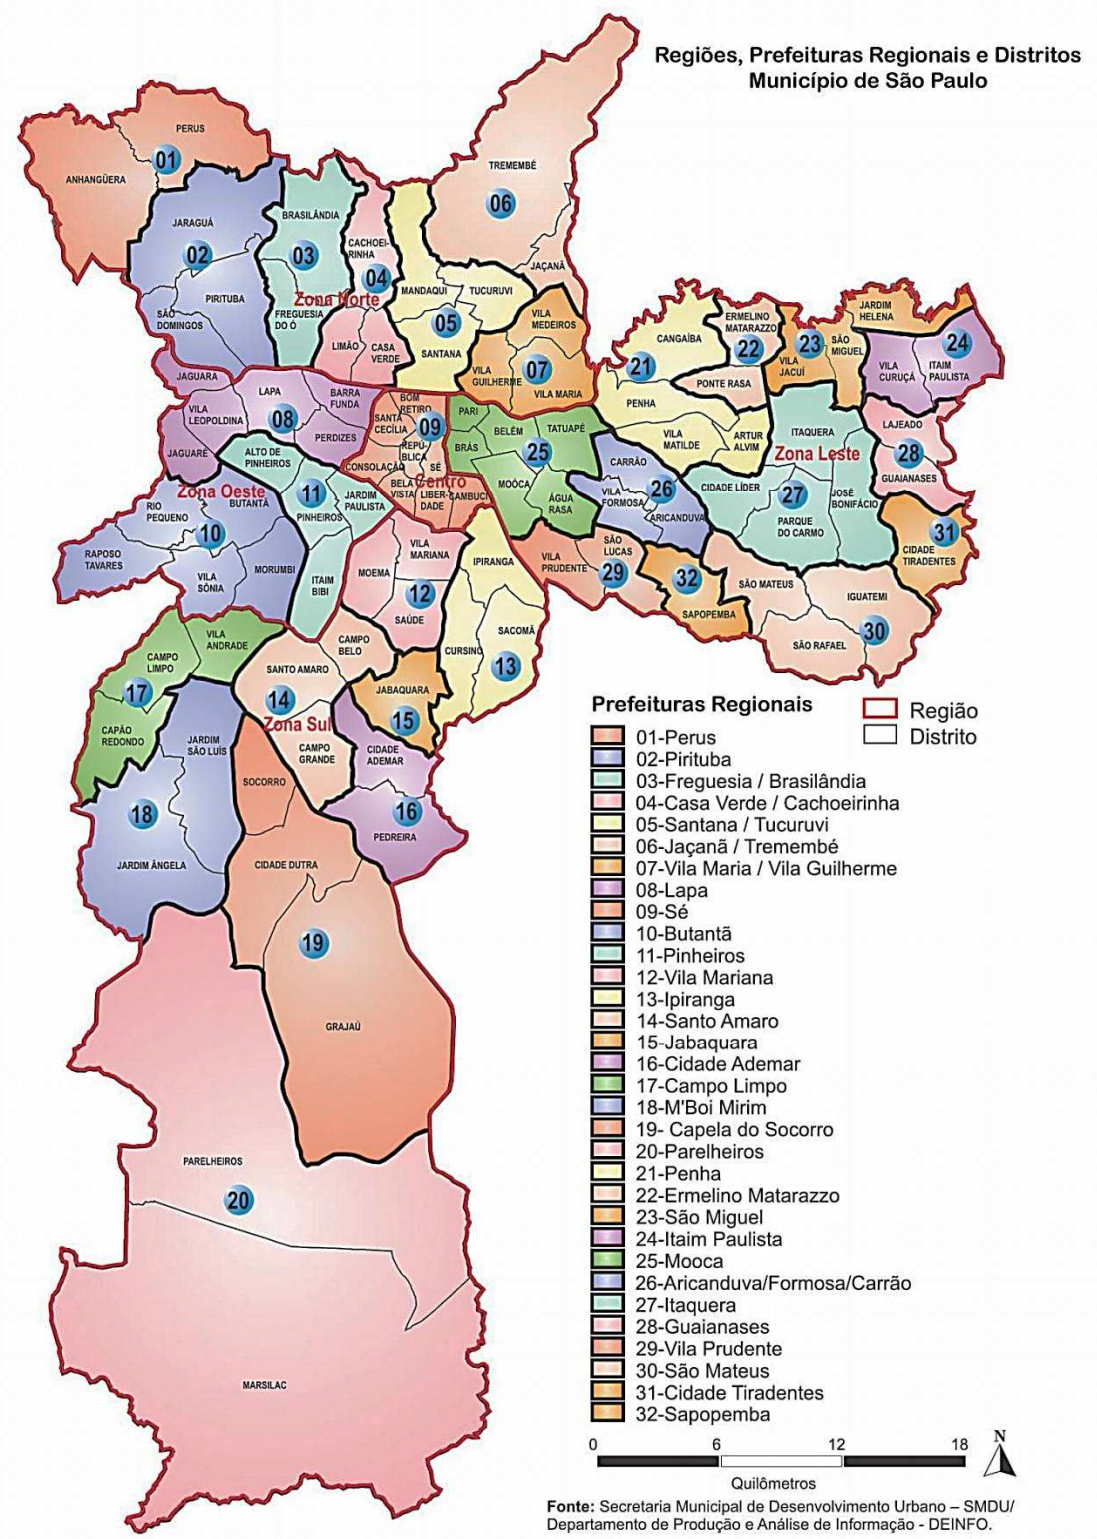 Regiões, Prefeituras Regionais e Distritos
Município de São Paulo
PERUS
01
ANHANGÜERA
TREMEMBÉ
06
JAÇANÃ
JARAGUÁ
02
PIRITUBA
SÃO
DOMINGOS
BRASILÂNDIA
03
Zona Norte
FREGUESIA
DO Ó
CACHOEI-
RINHA
04
LIMÃO
CASA
VERDE
MANDAQUI
TUCURUVI
05
SANTANA
VILA
MEDEIROS
07
VILA
GUILHERME
VILA MARIA
CANGAÍBA
21
PENHA
VILA
MATILDE
ARTUR
ALVIM
ERMELINO
MATARAZZO
22
PONTE RASA
JARDIM
HELENA
23
SÃO
MIGUEL
VILA
JACUÍ
24
VILA
CURUÇÁ
ITAIM
PAULISTA
JAGUARA
LAPA
VILA
LEOPOLDINA
08
BARRA
FUNDA
PERDIZES
JAGUARÉ
BOM
RETIRO
SANTA
CECÍLIA
09
REPÚ-
BLICA
SÉ
CONSOLAÇÃO
Centro
BELA
VISTA
LIBER-
DADE
CAMBUCI
PARI
BRÁS
BELÉM
TATUAPÉ
25
MOÓCA
ÁGUA
RASA
CARRÃO
VILA
FORMOSA
26
ARICANDUVA
ITAQUERA
Zona Leste
CIDADE LÍDER
27
JOSÉ
BONIFÁCIO
PARQUE
DO CARMO
LAJEADO
28
GUAIANASES
31
CIDADE
TIRADENTES
ALTO DE
PINHEIROS
11
PINHEIROS
JARDIM
PAULISTA
ITAIM
BIBI
Zona Oeste
RIO
PEQUENO
BUTANTÃ
10
RAPOSO
TAVARES
VILA
SÔNIA
MORUMBI
VILA
MARIANA
MOEMA
12
SAÚDE
IPIRANGA
SACOMÃ
CURSINO
13
VILA
PRUDENTE
SÃO
LUCAS
29
32
SAPOPEMBA
SÃO MATEUS
IGUATEMI
30
SÃO RAFAEL
VILA
ANDRADE
CAMPO
LIMPO
17
CAPÃO
REDONDO
CAMPO
BELO
SANTO AMARO
14
Zona Sul
CAMPO
GRANDE
JABAQUARA
15
CIDADE
ADEMAR
16
PEDREIRA
JARDIM
SÃO LUÍS
18
JARDIM ÂNGELA
SOCORRO
CIDADE DUTRA
19
GRAJAÚ
PARELHEIROS
20
MARSILAC
Prefeituras Regionais
01-Perus
02-Pirituba
03-Freguesia / Brasilândia
04-Casa Verde / Cachoeirinha
05-Santana / Tucuruvi
06-Jaçanã / Tremembé
07-Vila Maria / Vila Guilherme
08-Lapa
09-Sé
10-Butantã
11-Pinheiros
12-Vila Mariana
13-Ipiranga
14-Santo Amaro
15-Jabaquara
16-Cidade Ademar
17-Campo Limpo
18-M'Boi Mirim
19- Capela do Socorro
20-Parelheiros
21-Penha
22-Ermelino Matarazzo
23-São Miguel
24-Itaim Paulista
25-Mooca
26-Aricanduva/Formosa/Carrão
27-Itaquera
28-Guaianases
29-Vila Prudente
30-São Mateus
31-Cidade Tiradentes
32-Sapopemba
Região
Distrito
0 6 12 18
Quilômetros
N
Fonte: Secretaria Municipal de Desenvolvimento Urbano – SMDU/
Departamento de Produção e Análise de Informação - DEINFO.